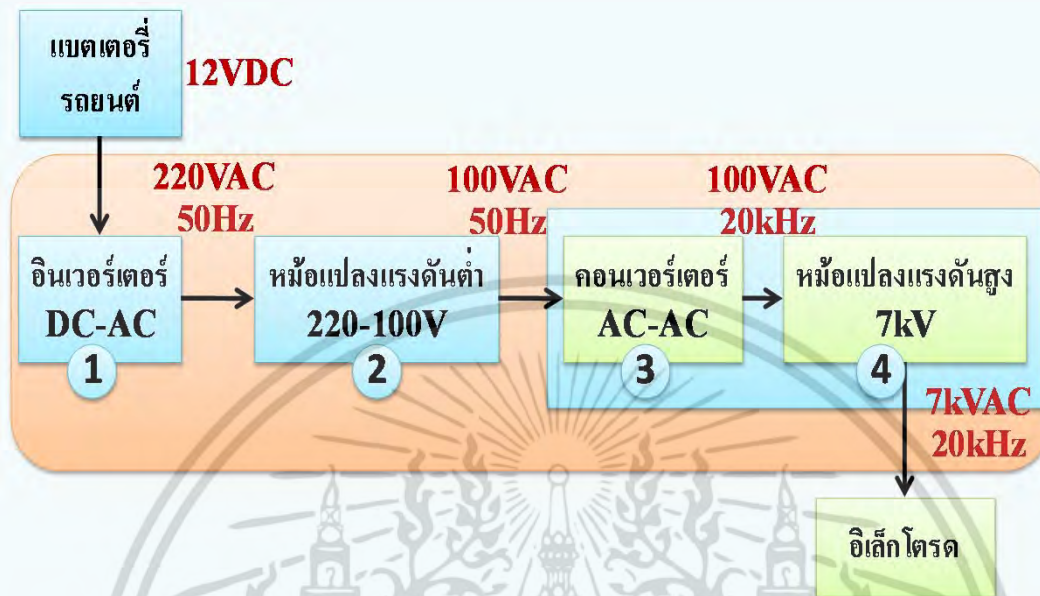 แบตเตอรี่
รถยนต์
12VDC
220VAC
50Hz
100VAC
50Hz
100VAC
20kHz
อินเวอร์เตอร์
DC-AC
1
หม้อแปลงแรงดันต่ำ
220-100V
2
คอนเวอร์เตอร์
AC-AC
3
หม้อแปลงแรงดันสูง
7kV
4
7kVAC
20kHz
อิเล็กโตรด